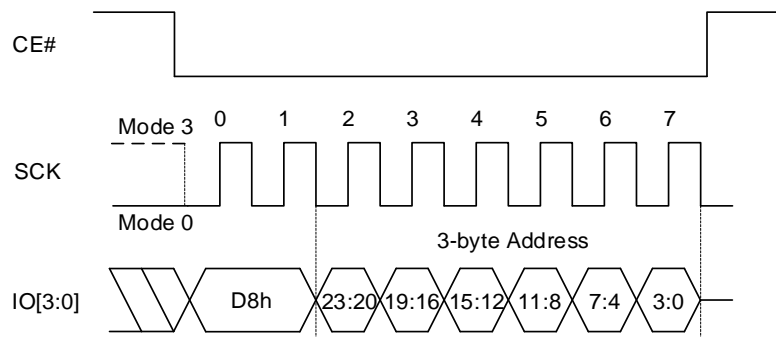 CE#
Mode 3 0 1 2 3 4 5 6 7
SCK
Mode 0
3-byte Address
IO[3:0] D8h 23:20 19:16 15:12 11:8 7:4 3:0